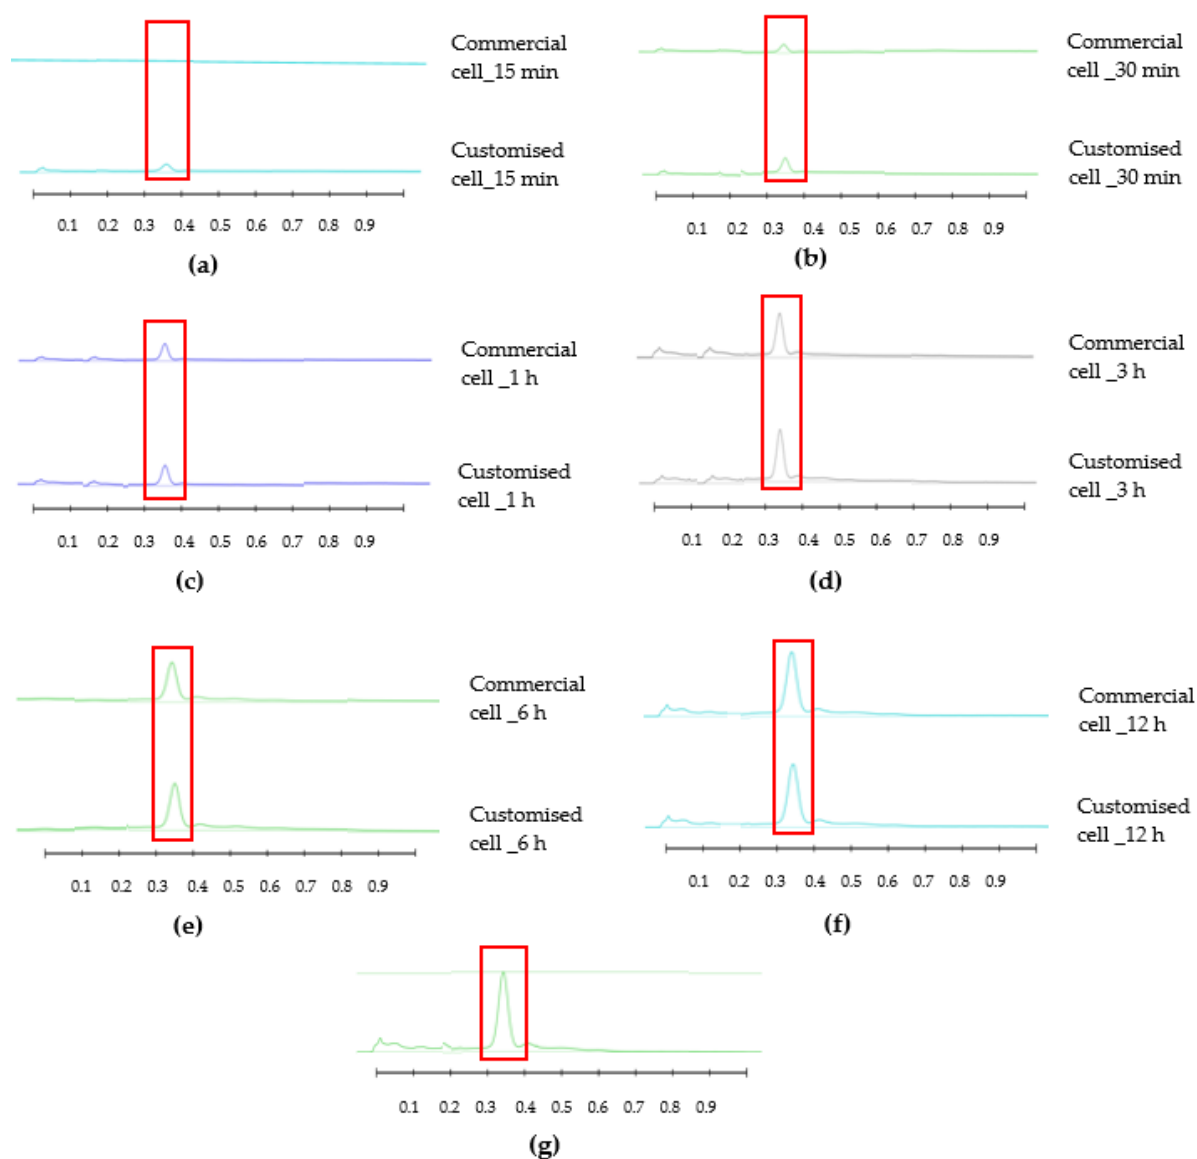 Commercial
cell_15 min
Customised
cell_15 min
0.1 0.2 0.3 0.4 0.5 0.6 0.7 0.8 0.9
(a)
Commercial
cell _30 min
Customised
cell _30 min
0.1 0.2 0.3 0.4 0.5 0.6 0.7 0.8 0.9
(b)
Commercial
cell _1 h
Customised
cell _1 h
0.1 0.2 0.3 0.4 0.5 0.6 0.7 0.8 0.9
(c)
Commercial
cell _3 h
Customised
cell _3 h
0.1 0.2 0.3 0.4 0.5 0.6 0.7 0.8 0.9
(d)
Commercial
cell _6 h
Customised
cell _6 h
0.1 0.2 0.3 0.4 0.5 0.6 0.7 0.8 0.9
(e)
Commercial
cell _12 h
Customised
cell _12 h
0.1 0.2 0.3 0.4 0.5 0.6 0.7 0.8 0.9
(f)
0.1 0.2 0.3 0.4 0.5 0.6 0.7 0.8 0.9
(g)